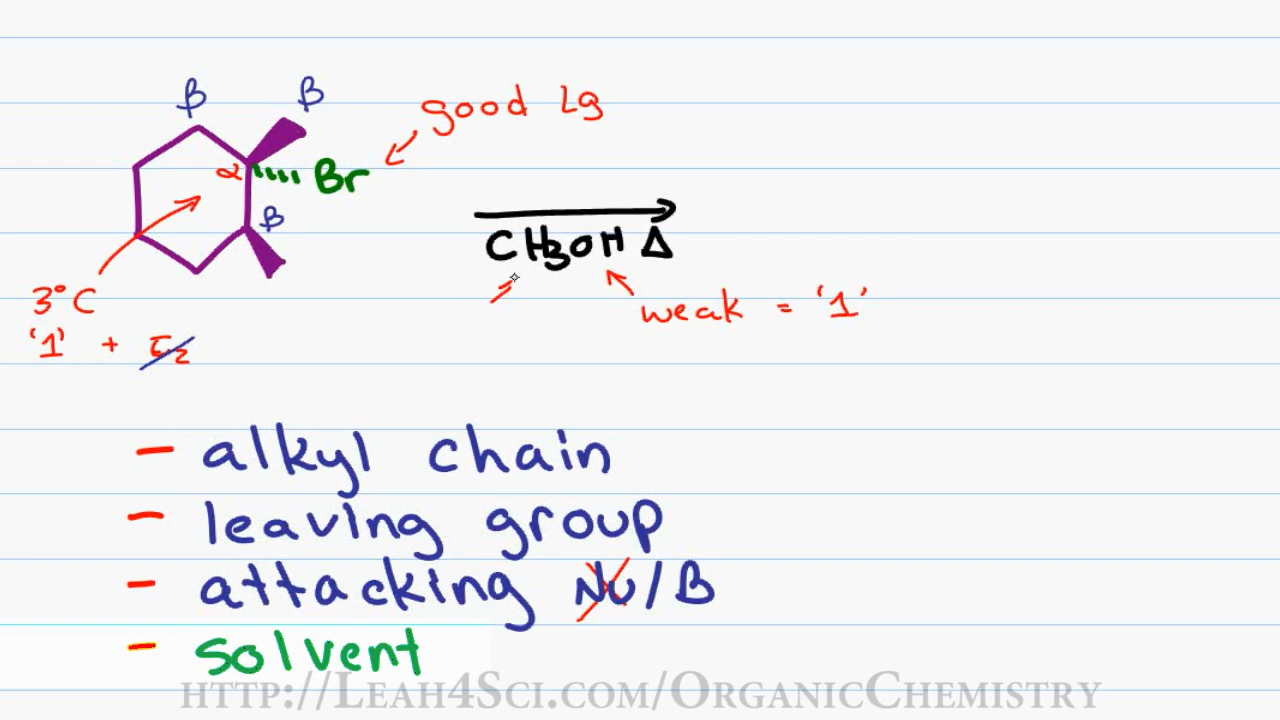 β β good Lg
α Br
β
CH3OH Δ
3°C weak = '1'
'1' + E2
- alkyl chain
- leaving group
- attacking Nu/B
- solvent
HTTP://LEAH4SCI.COM/ORGANICCHEMISTRY